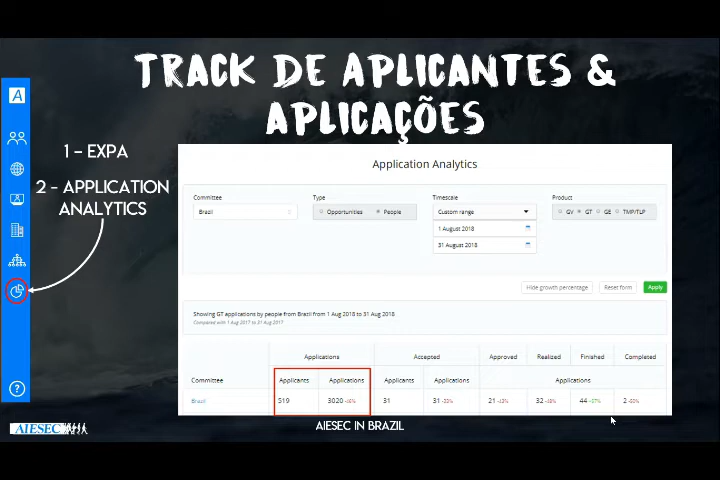 TRACK DE APLICANTES &
APLICAÇÕES
A
1 – EXPA
2 - APPLICATION
ANALYTICS
Application Analytics
Committee Type Timescale Product
Brazil Opportunities People Custom range GV GT GE TMP/TLP
1 August 2018
31 August 2018
Hide growth percentage Reset form Apply
Showing GT applications by people from Brazil from 1 Aug 2018 to 31 Aug 2018
Compared with 1 Aug 2017 to 31 Aug 2017
Applications Accepted Approved Realized Finished Completed
Committee Applicants Applications Applicants Applications Applications
Brazil 519 3020 31 31 21 32 44 2
?
AIESEC
AIESEC IN BRAZIL